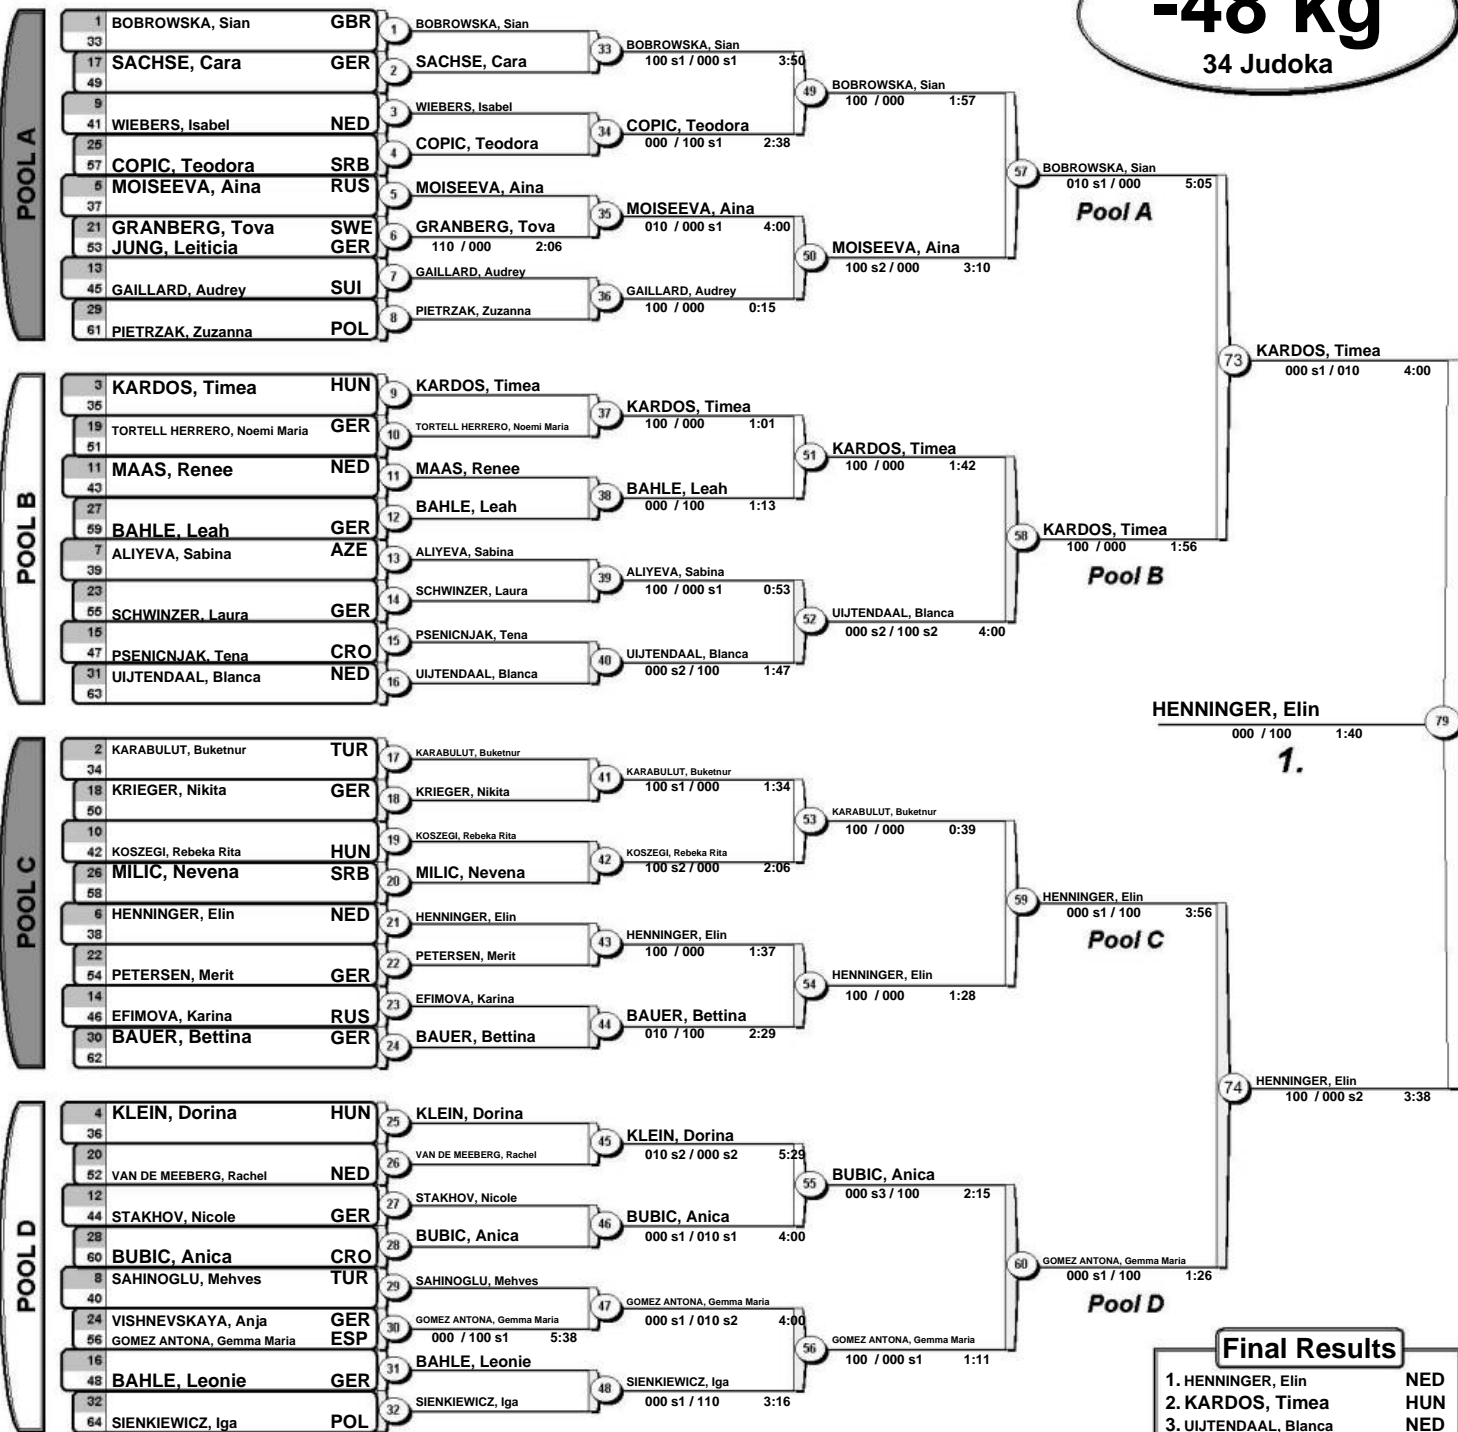 -48 kg
34 Judoka
POOL A
1 BOBROWSKA, Sian GBR
33
17 SACHSE, Cara GER
49
9
41 WIEBERS, Isabel NED
25
57 COPIC, Teodora SRB
5 MOISEEVA, Aina RUS
37
21 GRANBERG, Tova SWE
53 JUNG, Leiticia GER
13
45 GAILLARD, Audrey SUI
29
61 PIETRZAK, Zuzanna POL
1 BOBROWSKA, Sian
2 SACHSE, Cara
3 WIEBERS, Isabel
4 COPIC, Teodora
5 MOISEEVA, Aina
6 GRANBERG, Tova
110 / 000 2:06
7 GAILLARD, Audrey
8 PIETRZAK, Zuzanna
33 BOBROWSKA, Sian
100 s1 / 000 s1 3:50
34 COPIC, Teodora
000 / 100 s1 2:38
35 MOISEEVA, Aina
010 / 000 s1 4:00
36 GAILLARD, Audrey
100 / 000 0:15
49 BOBROWSKA, Sian
100 / 000 1:57
50 MOISEEVA, Aina
100 s2 / 000 3:10
57 BOBROWSKA, Sian
010 s1 / 000 5:05
Pool A
POOL B
3 KARDOS, Timea HUN
35
19 TORTELL HERRERO, Noemi Maria GER
51
11 MAAS, Renee NED
43
27
59 BAHLE, Leah GER
7 ALIYEVA, Sabina AZE
39
23
55 SCHWINZER, Laura GER
15
47 PSENICNJAK, Tena CRO
31 UIJTENDAAL, Blanca NED
63
9 KARDOS, Timea
10 TORTELL HERRERO, Noemi Maria
11 MAAS, Renee
12 BAHLE, Leah
13 ALIYEVA, Sabina
14 SCHWINZER, Laura
15 PSENICNJAK, Tena
16 UIJTENDAAL, Blanca
37 KARDOS, Timea
100 / 000 1:01
38 BAHLE, Leah
000 / 100 1:13
39 ALIYEVA, Sabina
100 / 000 s1 0:53
40 UIJTENDAAL, Blanca
000 s2 / 100 1:47
51 KARDOS, Timea
100 / 000 1:42
52 UIJTENDAAL, Blanca
000 s2 / 100 s2 4:00
58 KARDOS, Timea
100 / 000 1:56
Pool B
73 KARDOS, Timea
000 s1 / 010 4:00
HENNINGER, Elin 79
000 / 100 1:40
1.
POOL C
2 KARABULUT, Buketnur TUR
34
18 KRIEGER, Nikita GER
50
10
42 KOSZEGI, Rebeka Rita HUN
26 MILIC, Nevena SRB
58
6 HENNINGER, Elin NED
38
22
54 PETERSEN, Merit GER
14
46 EFIMOVA, Karina RUS
30 BAUER, Bettina GER
62
17 KARABULUT, Buketnur
18 KRIEGER, Nikita
19 KOSZEGI, Rebeka Rita
20 MILIC, Nevena
21 HENNINGER, Elin
22 PETERSEN, Merit
23 EFIMOVA, Karina
24 BAUER, Bettina
41 KARABULUT, Buketnur
100 s1 / 000 1:34
42 KOSZEGI, Rebeka Rita
100 s2 / 000 2:06
43 HENNINGER, Elin
100 / 000 1:37
44 BAUER, Bettina
010 / 100 2:29
53 KARABULUT, Buketnur
100 / 000 0:39
54 HENNINGER, Elin
100 / 000 1:28
59 HENNINGER, Elin
000 s1 / 100 3:56
Pool C
74 HENNINGER, Elin
100 / 000 s2 3:38
POOL D
4 KLEIN, Dorina HUN
36
20
52 VAN DE MEEBERG, Rachel NED
12
44 STAKHOV, Nicole GER
28
60 BUBIC, Anica CRO
8 SAHINOGLU, Mehves TUR
40
24 VISHNEVSKAYA, Anja GER
56 GOMEZ ANTONA, Gemma Maria ESP
16
48 BAHLE, Leonie GER
32
64 SIENKIEWICZ, Iga POL
25 KLEIN, Dorina
26 VAN DE MEEBERG, Rachel
27 STAKHOV, Nicole
28 BUBIC, Anica
29 SAHINOGLU, Mehves
30 GOMEZ ANTONA, Gemma Maria
000 / 100 s1 5:38
31 BAHLE, Leonie
32 SIENKIEWICZ, Iga
45 KLEIN, Dorina
010 s2 / 000 s2 5:29
46 BUBIC, Anica
000 s1 / 010 s1 4:00
47 GOMEZ ANTONA, Gemma Maria
000 s1 / 010 s2 4:00
48 SIENKIEWICZ, Iga
000 s1 / 110 3:16
55 BUBIC, Anica
000 s3 / 100 2:15
56 GOMEZ ANTONA, Gemma Maria
100 / 000 s1 1:11
60 GOMEZ ANTONA, Gemma Maria
000 s1 / 100 1:26
Pool D
Final Results
1. HENNINGER, Elin NED
2. KARDOS, Timea HUN
3. UIJTENDAAL, Blanca NED